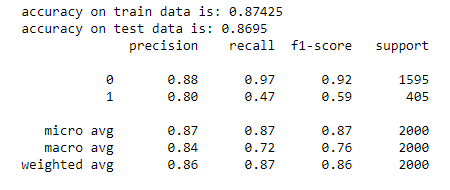 accuracy on train data is: 0.87425
accuracy on test data is: 0.8695
precision recall f1-score support
0 0.88 0.97 0.92 1595
1 0.80 0.47 0.59 405
micro avg 0.87 0.87 0.87 2000
macro avg 0.84 0.72 0.76 2000
weighted avg 0.86 0.87 0.86 2000